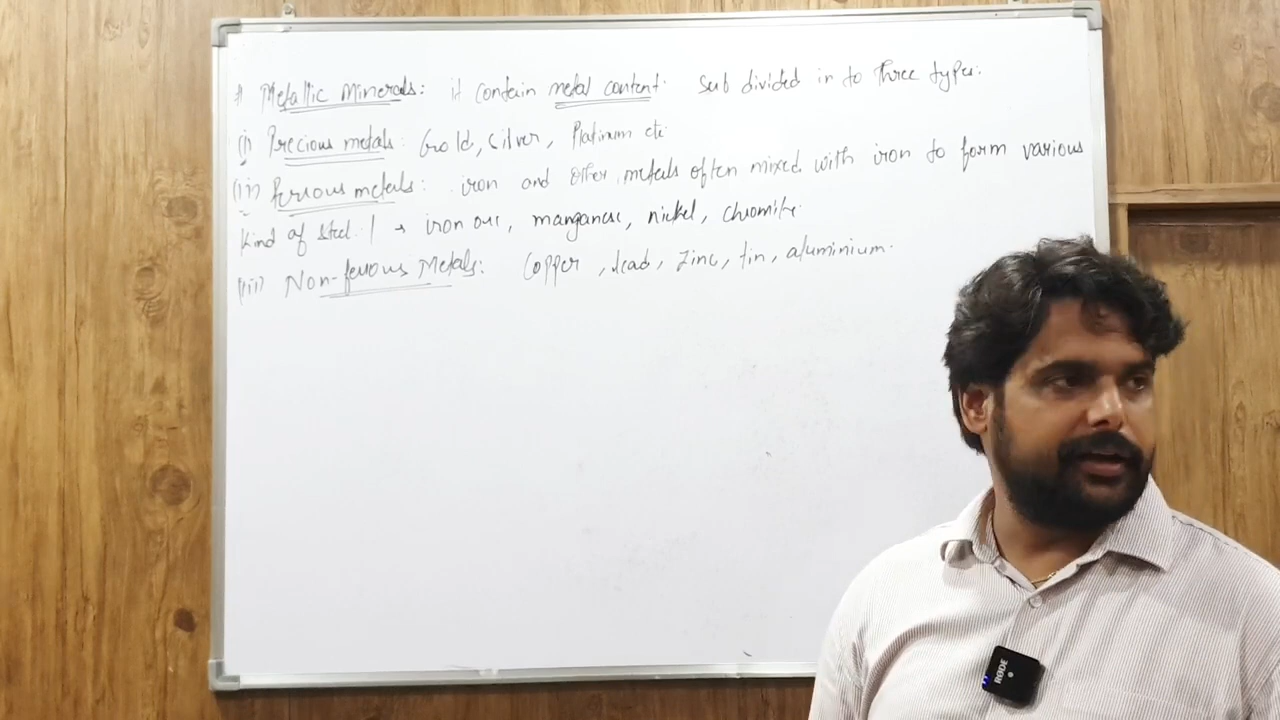 # Metallic Minerals: it contain metal content. Sub divided in to Three types:
(i) Precious metals: Gold, Silver, Platinum etc
(ii) Ferrous metals: iron and other metals often mixed with iron to form various
Kind of Steel. | → iron ore, manganese, nickel, chromite.
(iii) Non-ferrous Metals: Copper, lead, Zinc, tin, aluminium.
RØDE